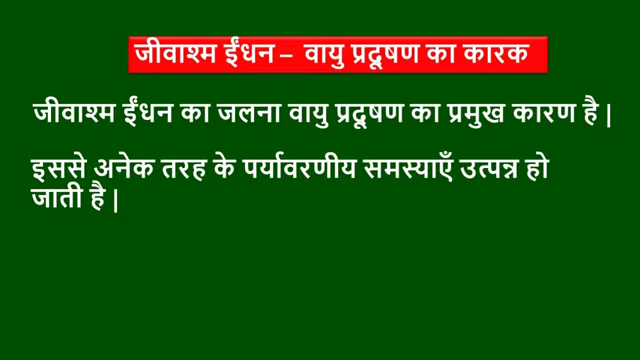 जीवाश्म ईंधन – वायु प्रदूषण का कारक
जीवाश्म ईंधन का जलना वायु प्रदूषण का प्रमुख कारण है |
इससे अनेक तरह के पर्यावरणीय समस्याएँ उत्पन्न हो
जाती है |